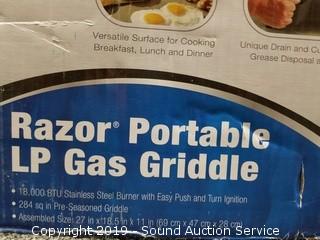 Versatile Surface for Cooking
Breakfast, Lunch and Dinner
Unique Drain and Cu
Grease Disposal a
Razor® Portable
LP Gas Griddle
• 18,000 BTU Stainless Steel Burner with Easy Push and Turn Ignition
• 284 sq in Pre-Seasoned Griddle
• Assembled Size: 27 in x 18.5 in x 11 in (69 cm x 47 cm x 28 cm)
Copyright 2019 - Sound Auction Service